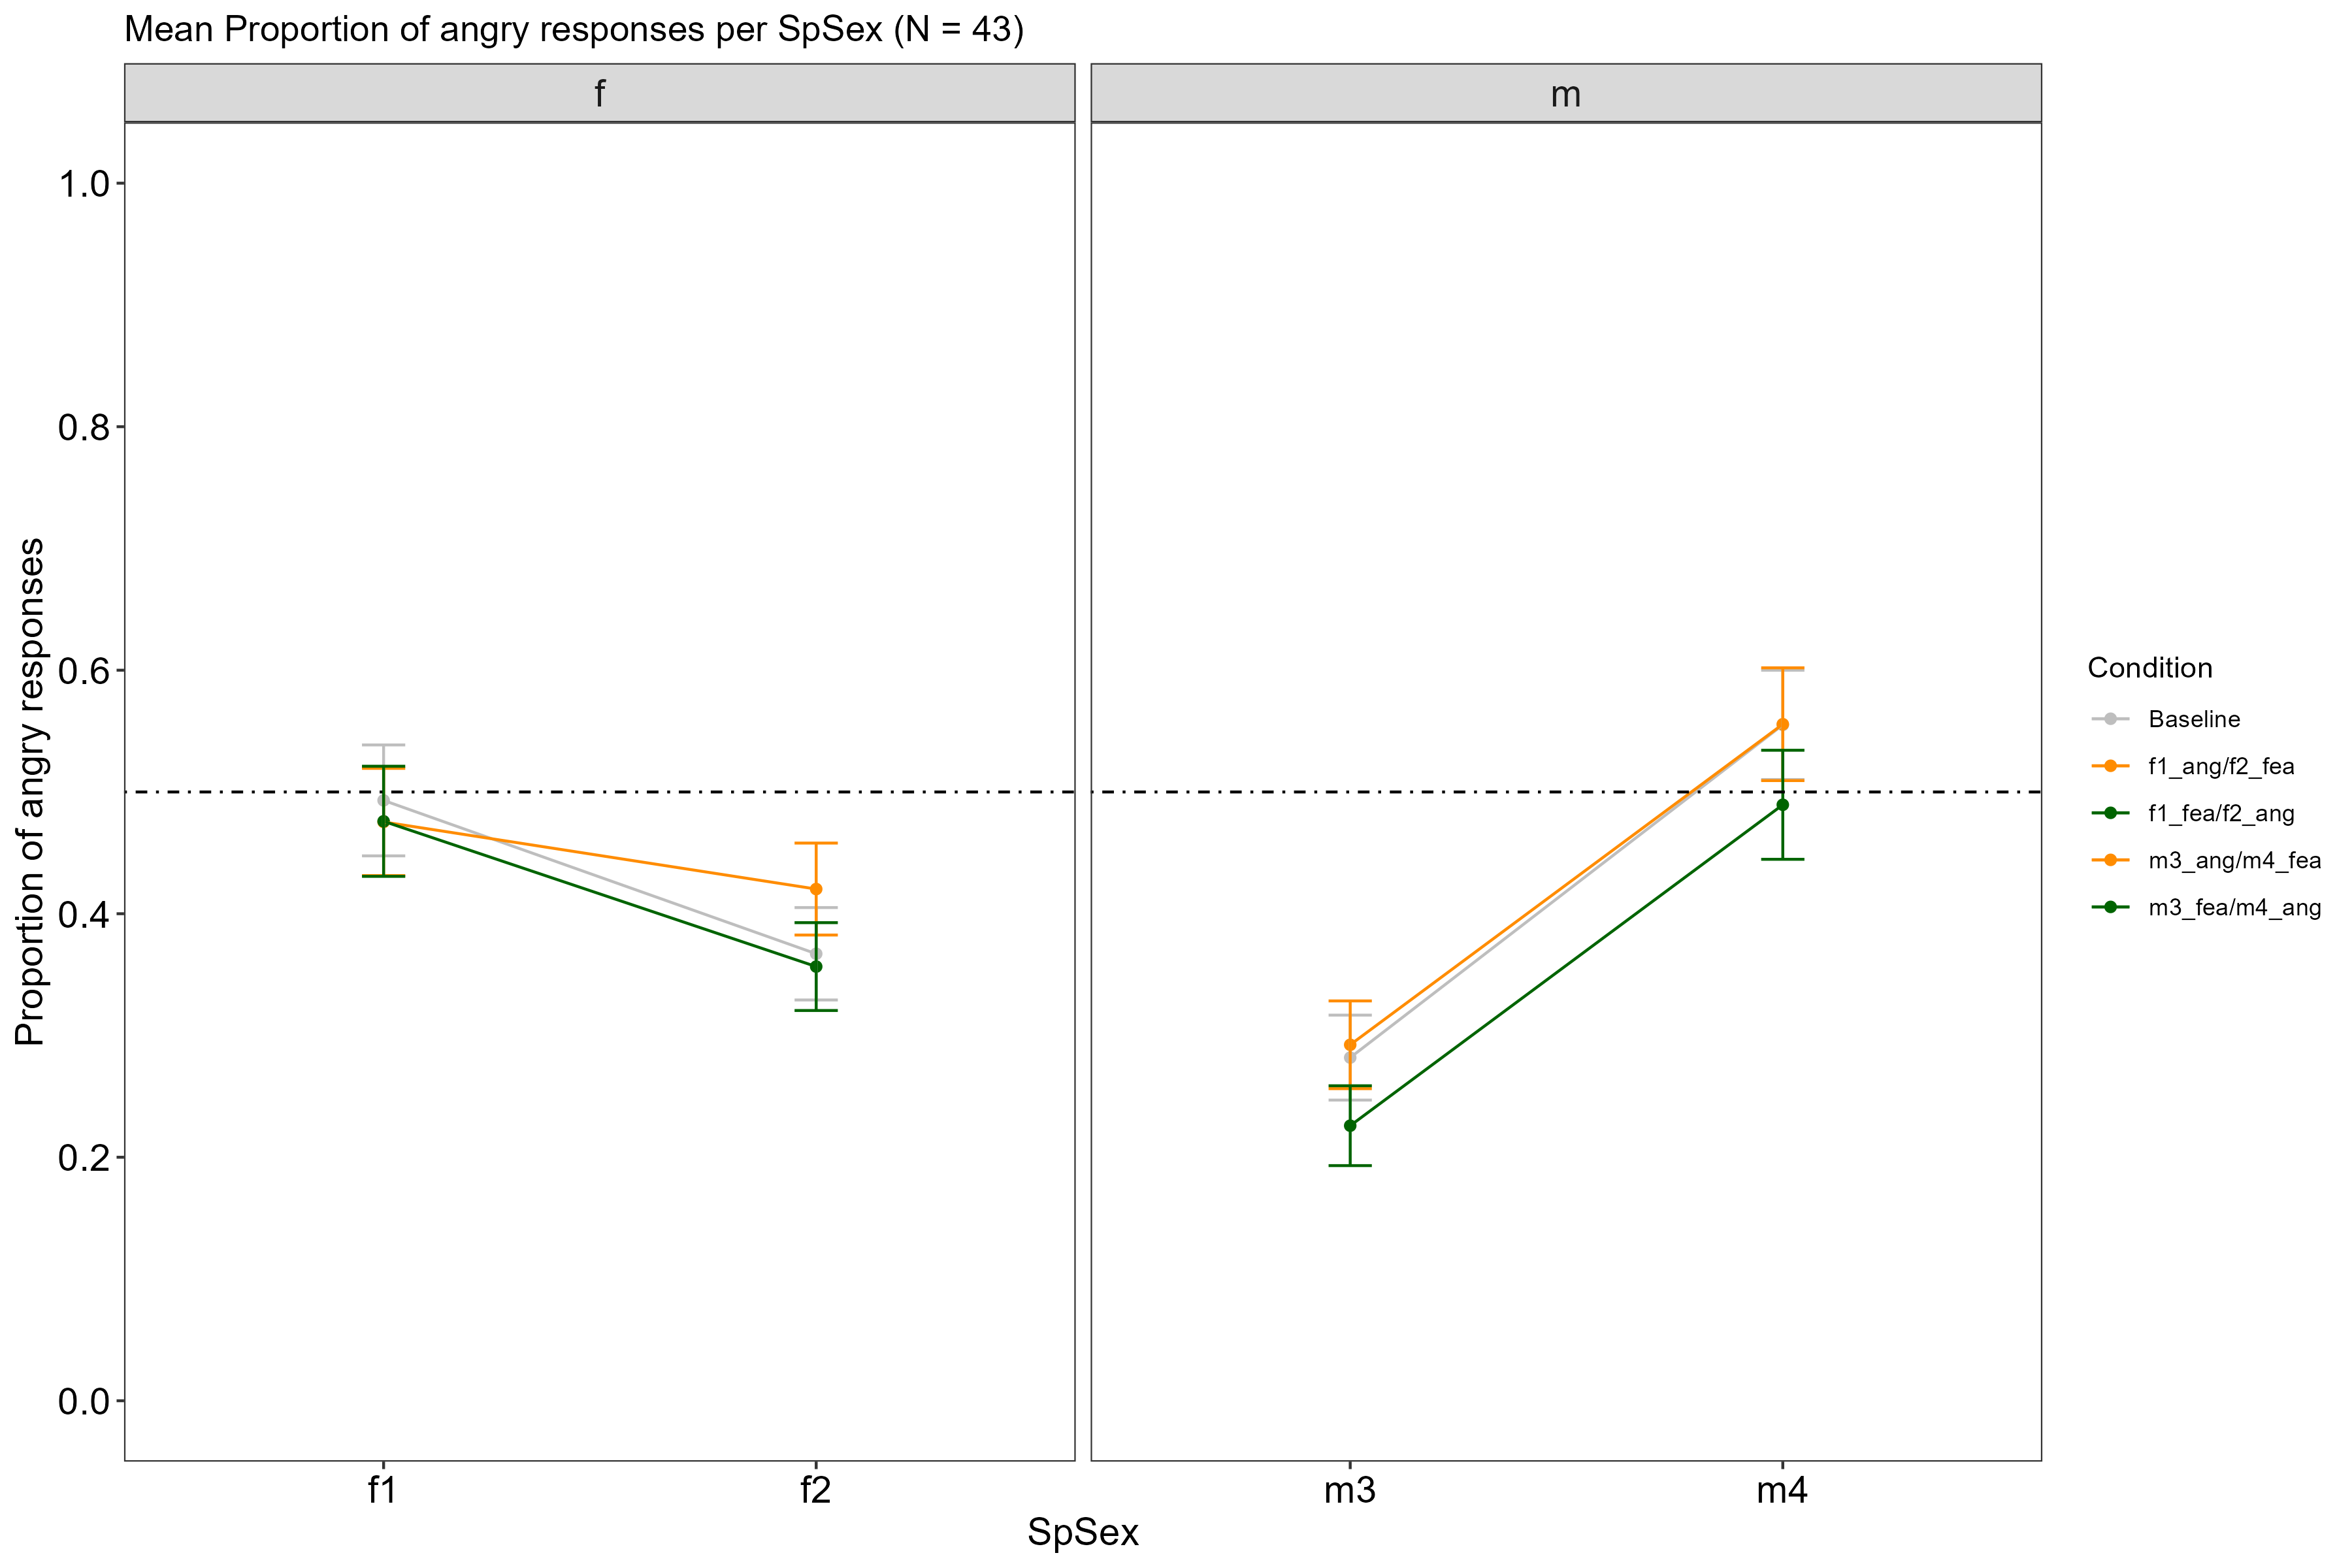 Mean Proportion of angry responses per SpSex (N = 43)
f
m
Proportion of angry responses
1.0
0.8
0.6
0.4
0.2
0.0
f1
f2
m3
m4
SpSex
Condition
Baseline
f1_ang/f2_fea
f1_fea/f2_ang
m3_ang/m4_fea
m3_fea/m4_ang